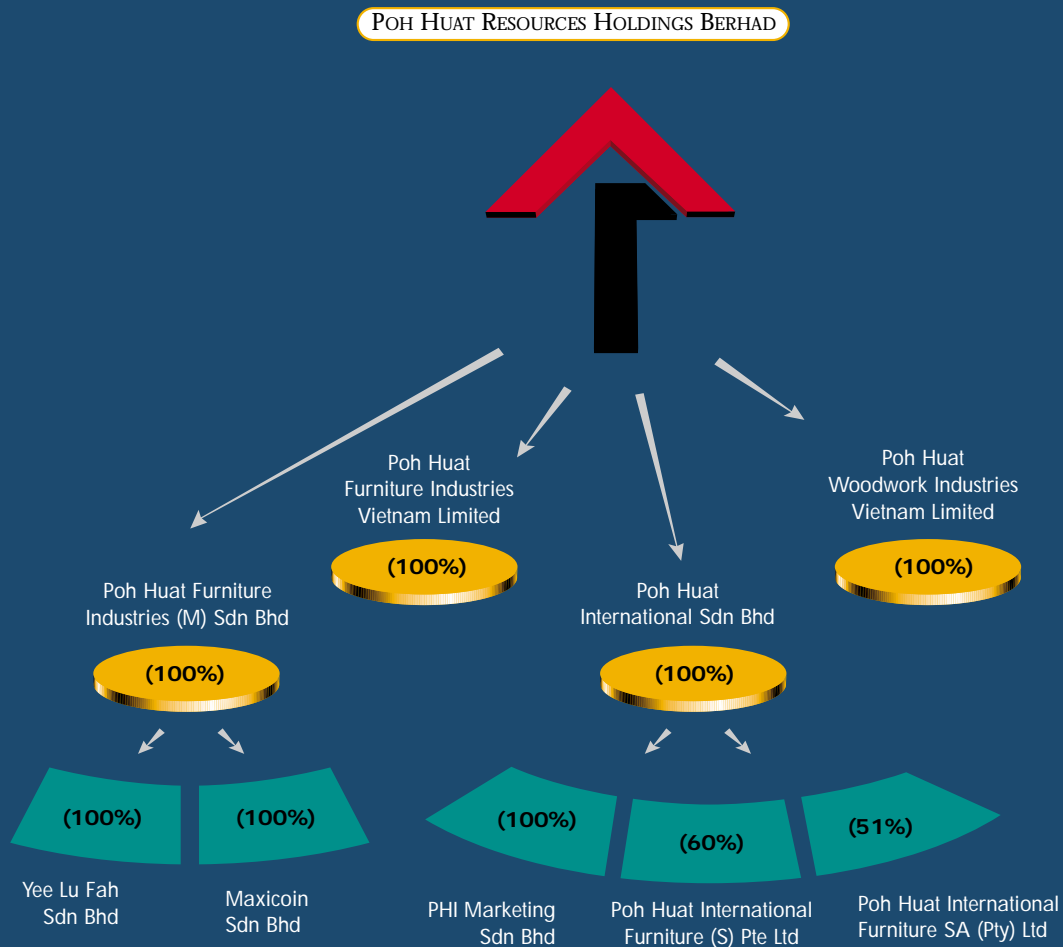 POH HUAT RESOURCES HOLDINGS BERHAD
Poh Huat
Furniture Industries
Vietnam Limited
(100%)
Poh Huat
Woodwork Industries
Vietnam Limited
(100%)
Poh Huat Furniture
Industries (M) Sdn Bhd
(100%)
Poh Huat
International Sdn Bhd
(100%)
(100%)
Yee Lu Fah
Sdn Bhd
(100%)
Maxicoin
Sdn Bhd
(100%)
PHI Marketing
Sdn Bhd
(60%)
Poh Huat International
Furniture (S) Pte Ltd
(51%)
Poh Huat International
Furniture SA (Pty) Ltd